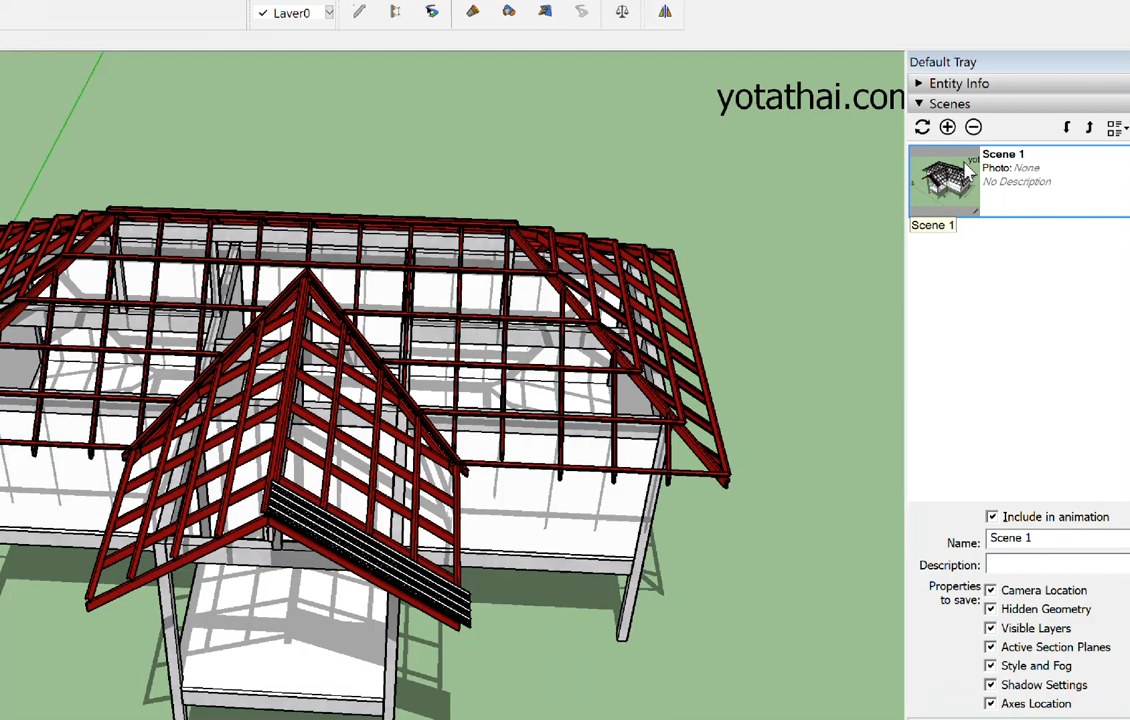 Layer0
Default Tray
Entity Info
yotathai.com
Scenes
Scene 1
Photo: None
No Description
Scene 1
Include in animation
Name: Scene 1
Description:
Properties to save:
Camera Location
Hidden Geometry
Visible Layers
Active Section Planes
Style and Fog
Shadow Settings
Axes Location